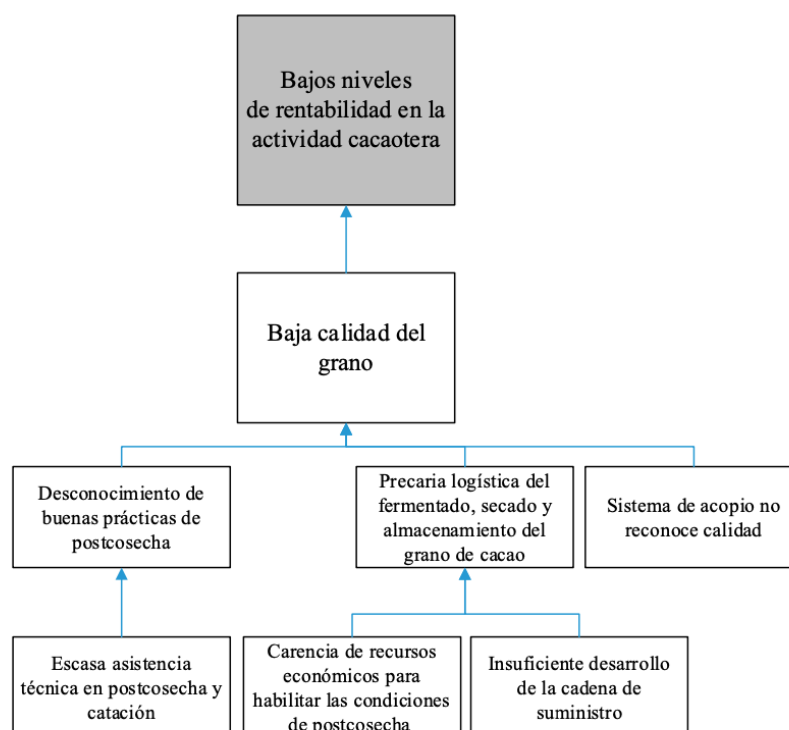 Bajos niveles
de rentabilidad en la
actividad cacaotera
Baja calidad del
grano
Desconocimiento de
buenas prácticas de
postcosecha
Precaria logística del
fermentado, secado y
almacenamiento del
grano de cacao
Sistema de acopio no
reconoce calidad
Escasa asistencia
técnica en postcosecha y
catación
Carencia de recursos
económicos para
habilitar las condiciones
de postcosecha
Insuficiente desarrollo
de la cadena de
suministro